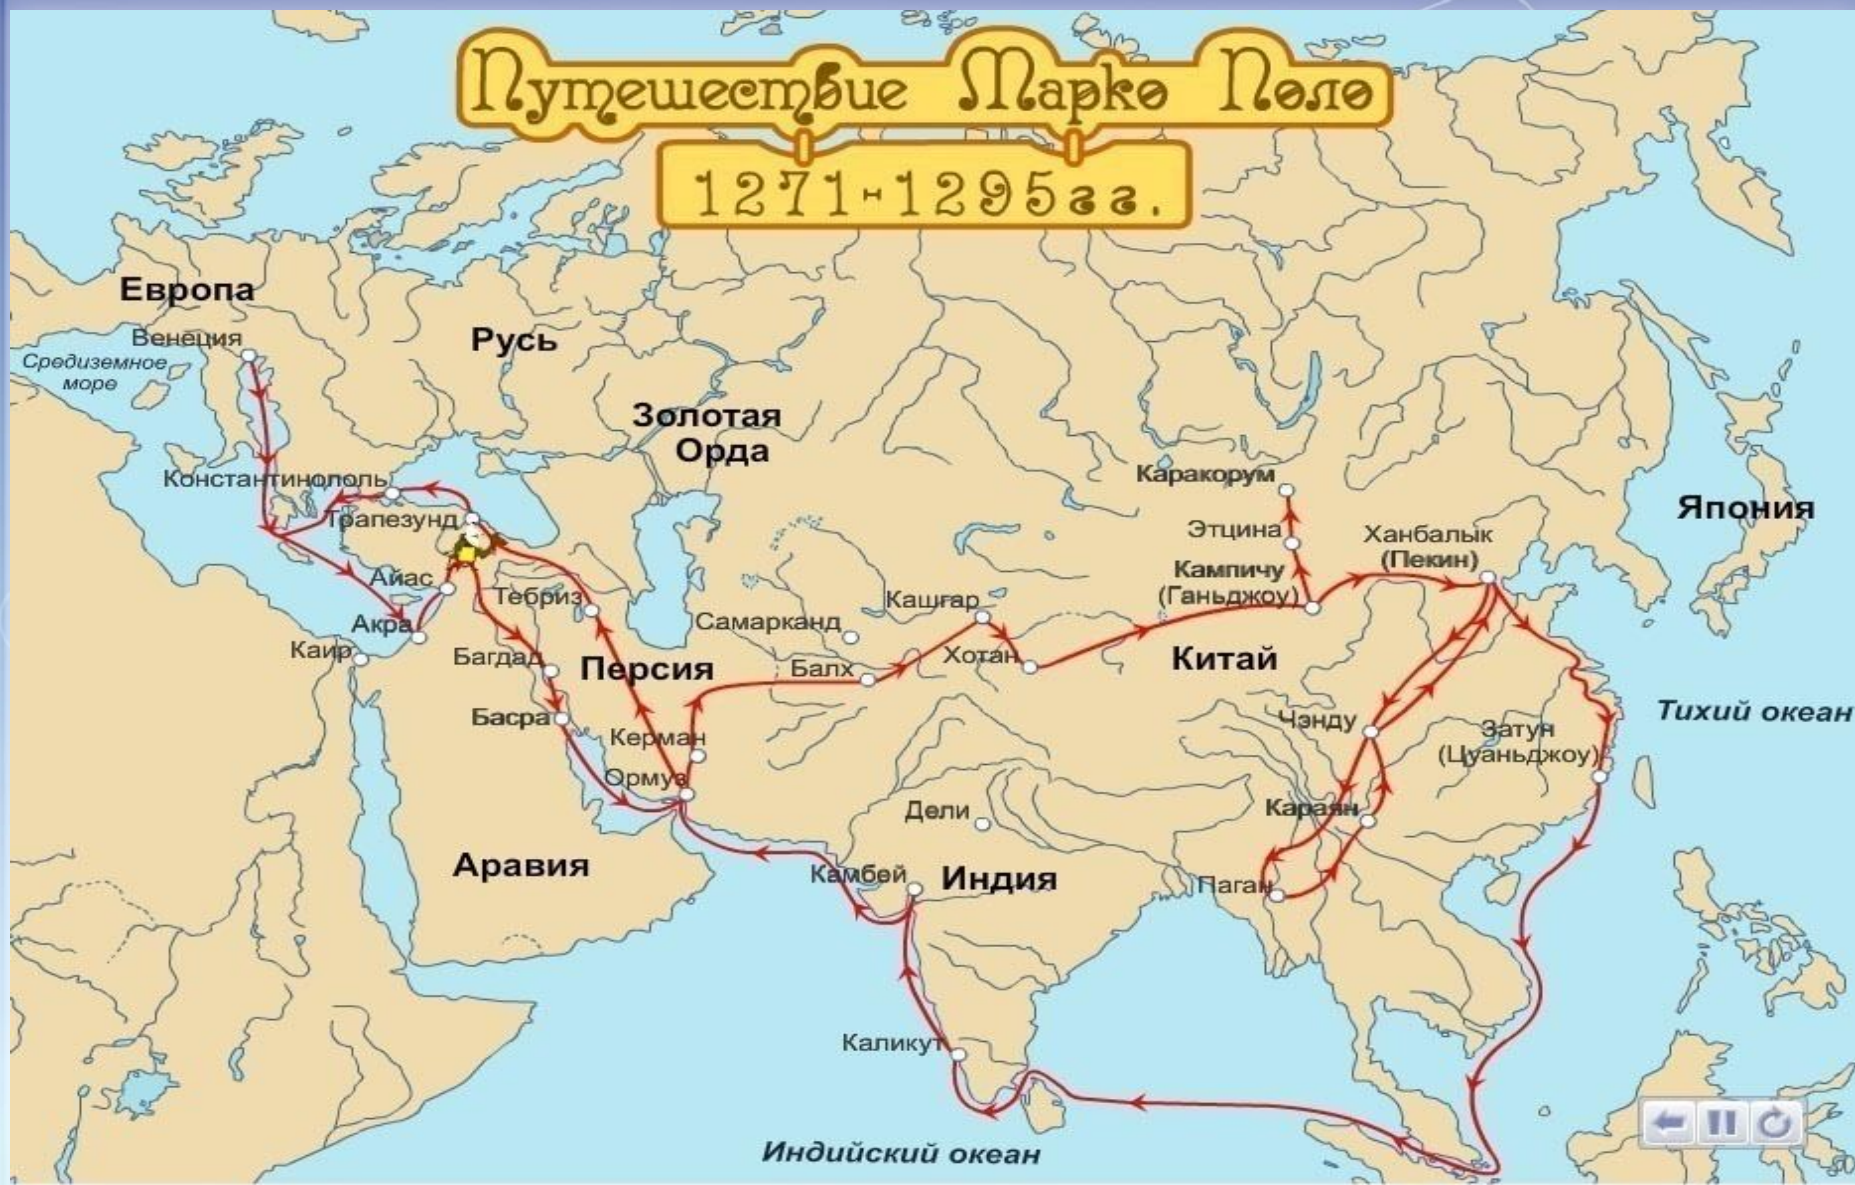 Путешествие Марко Поло
1271-1295гг.
Европа
Венеция
Средиземное
море
Русь
Золотая
Орда
Константинополь
Трапезунд
Айас
Тебриз
Акра
Каир
Багдад
Персия
Басра
Керман
Ормуз
Аравия
Самарканд
Кашгар
Балх
Хотан
Каракорум
Этцина
Кампичу
(Ганьджоу)
Ханбалык
(Пекин)
Япония
Китай
Чэнду
Затун
(Цуаньджоу)
Тихий океан
Караян
Дели
Камбей
Индия
Паган
Каликут
Индийский океан